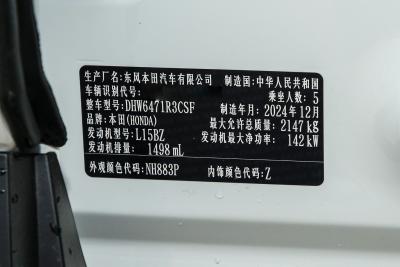 生产厂名:东风本田汽车有限公司 制造国:中华人民共和国
车辆识别代号: 乘坐人数:5
整车型号:DHW6471R3CSF 制造年月:2024年12月
品牌:本田(HONDA) 最大允许总质量:2147kg
发动机型号:L15BZ 发动机最大净功率:142kW
发动机排量:1498mL
外观颜色代码:NH883P 内饰颜色代码:Z